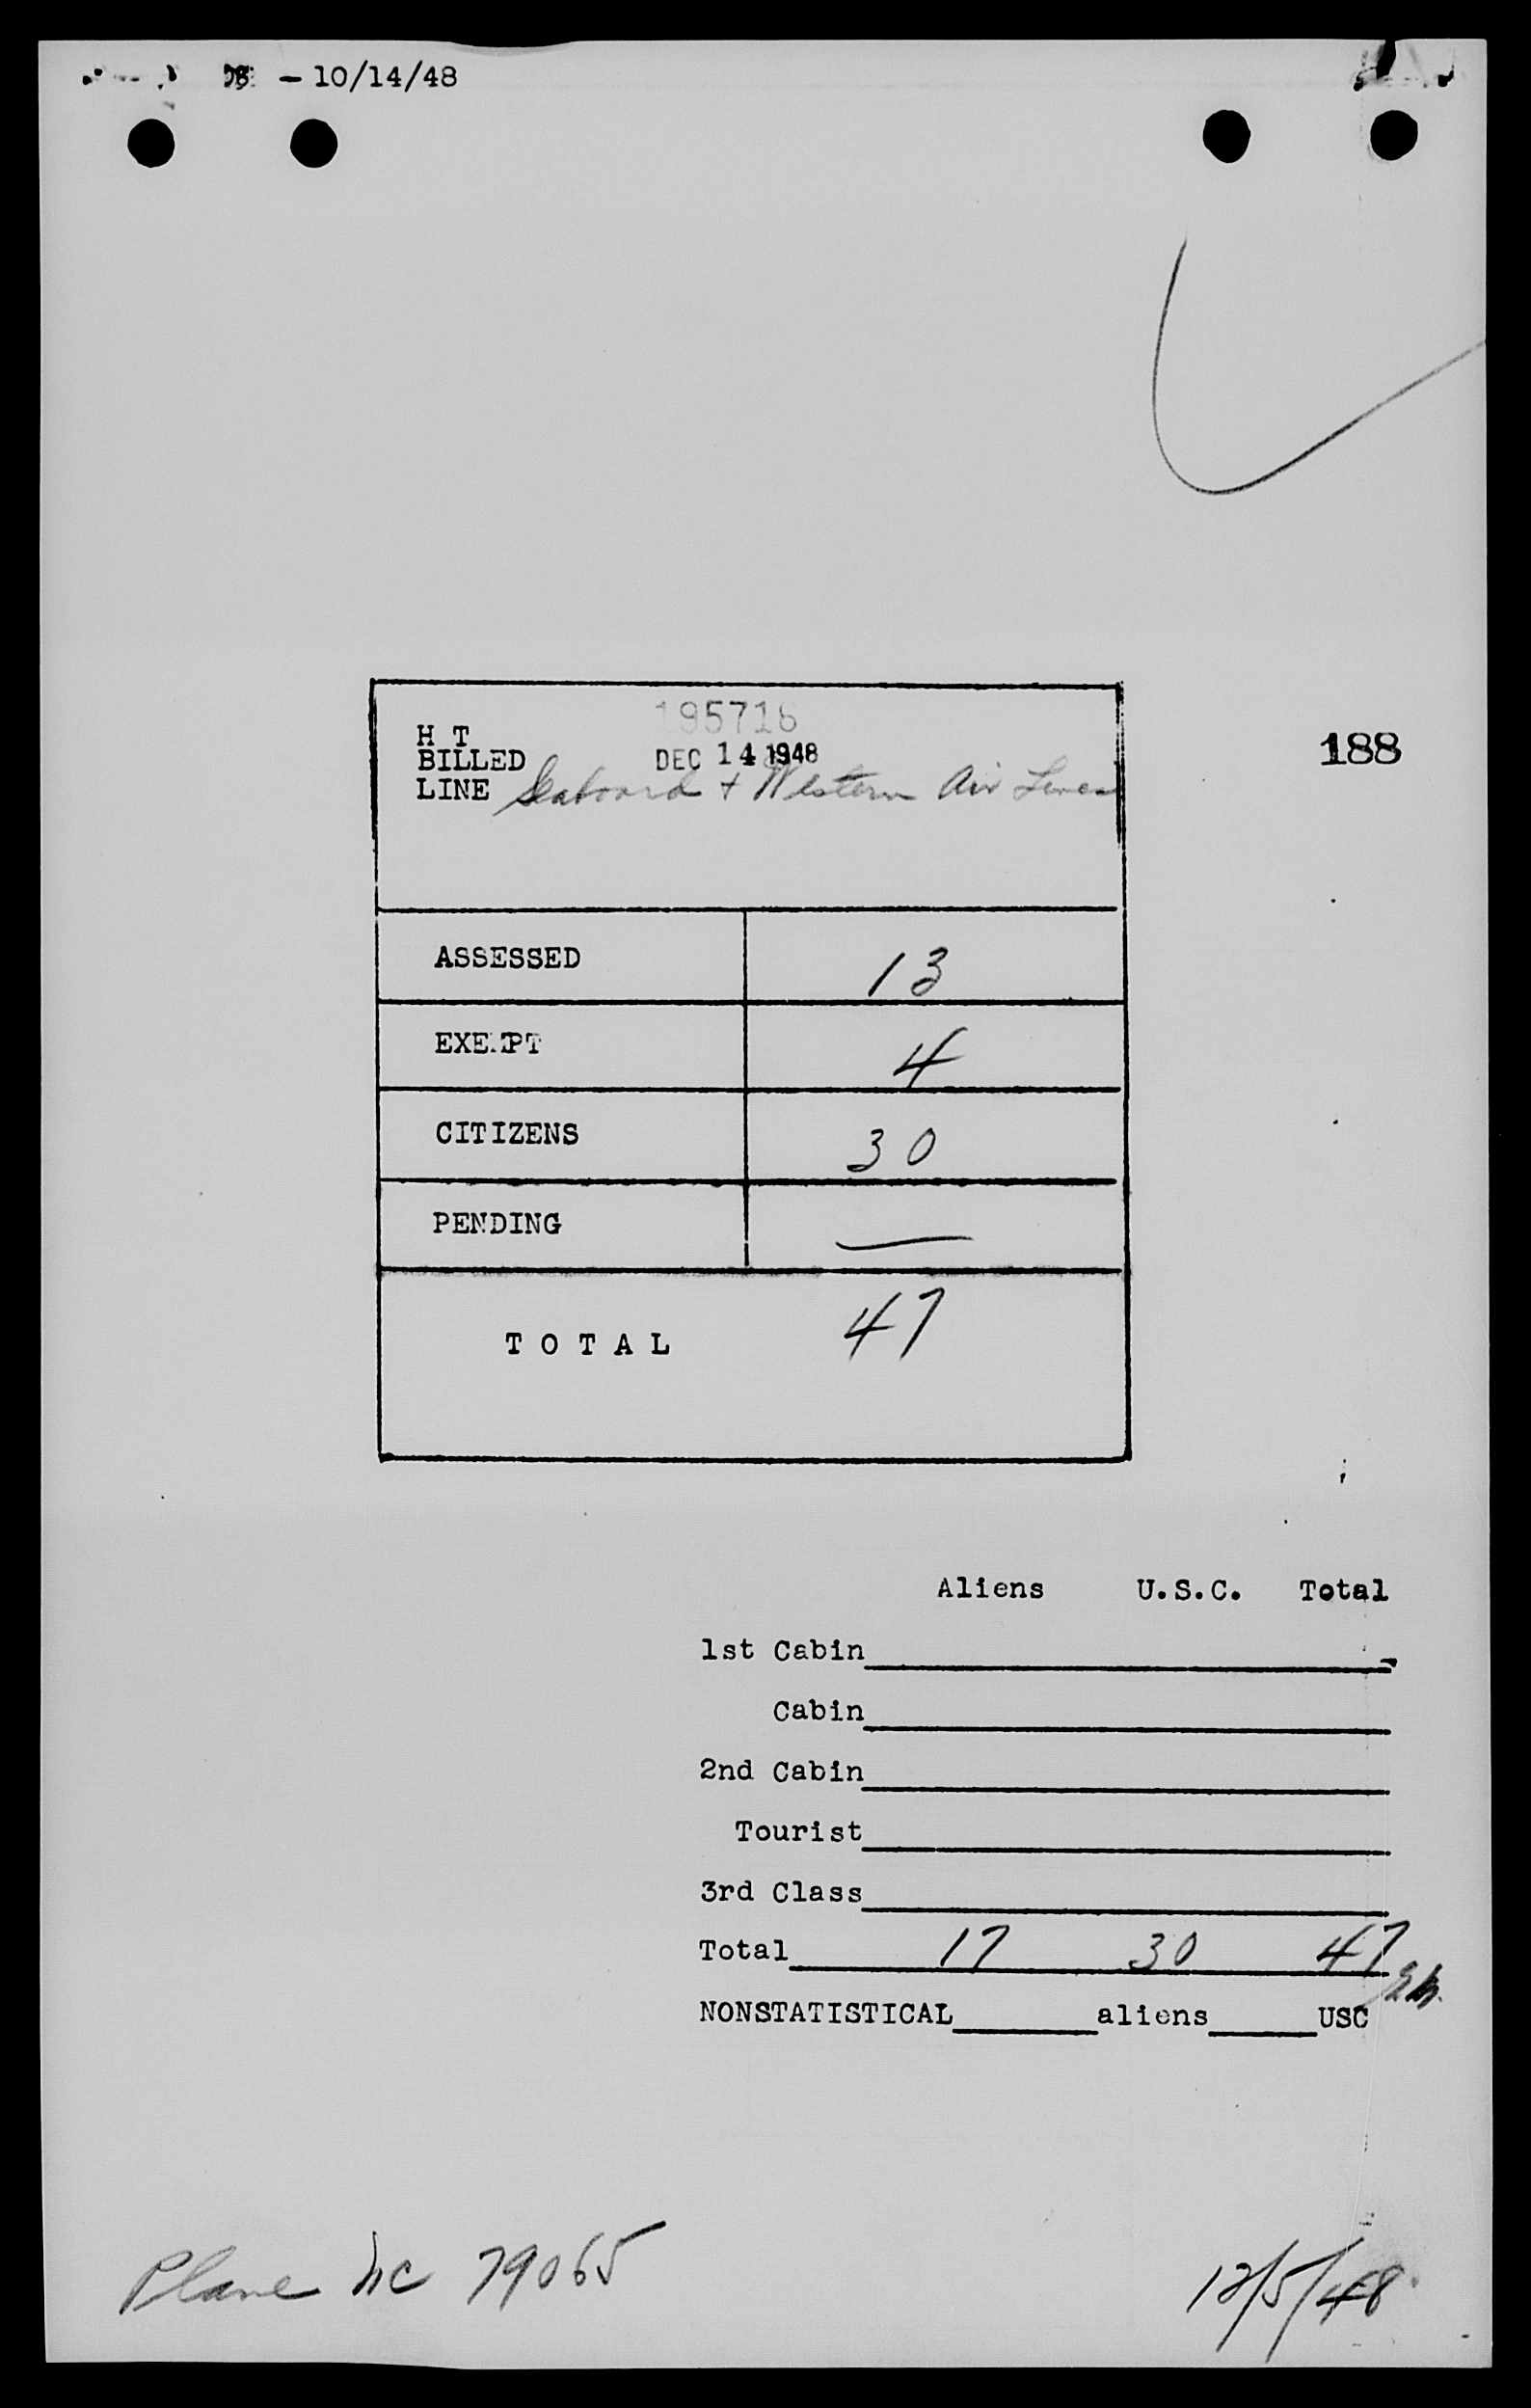 - 10/14/48
195716
H T
BILLED DEC 14 1948
LINE Seaboard + Western Air Lines
188
ASSESSED 13
EXEMPT 4
CITIZENS 30
PENDING —
TOTAL 47
Aliens U.S.C. Total
1st Cabin
Cabin
2nd Cabin
Tourist
3rd Class
Total 17 30 47
NONSTATISTICAL aliens USC
Plane NC 79065
12/5/48